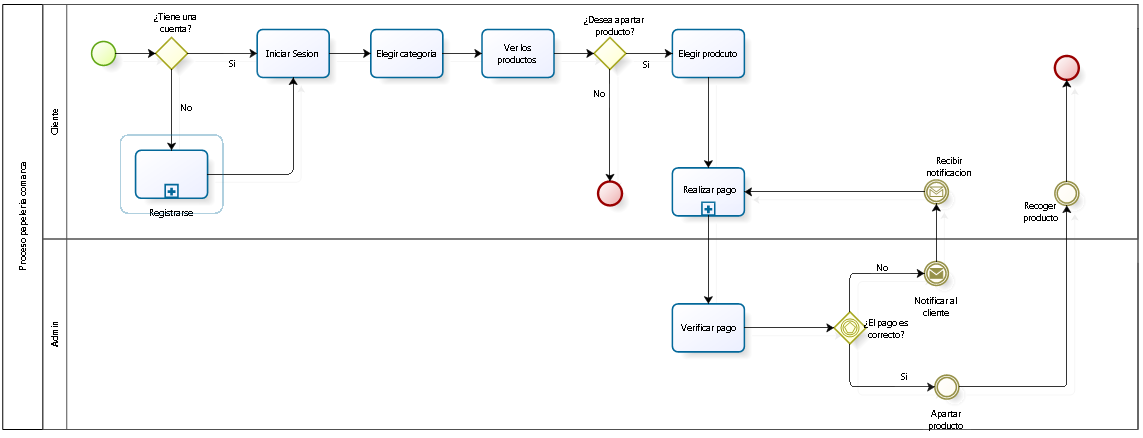 Proceso papeleria comarca
Cliente
Admin
¿Tiene una
cuenta?
Si
No
Registrarse
Iniciar Sesion
Elegir categoria
Ver los
productos
¿Desea apartar
producto?
Si
No
Elegir prodcuto
Realizar pago
Recibir
notificacion
Recoger
producto
Verificar pago
¿El pago es
correcto?
No
Notificar al
cliente
Si
Apartar
producto